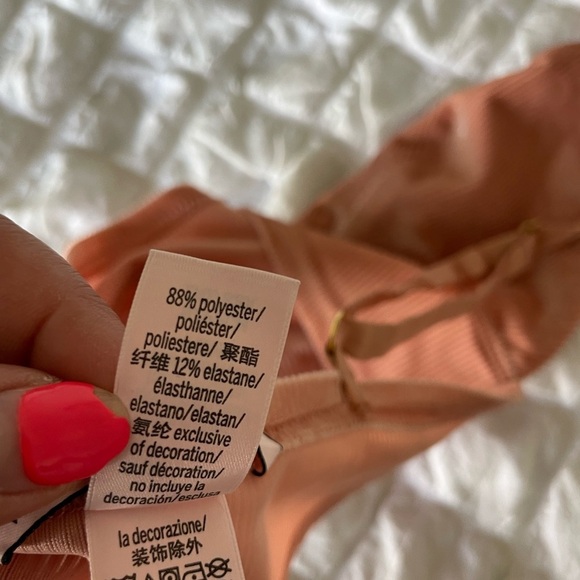 88% polyester/
poliéster/
poliestere/ 聚酯
纤维 12% elastane/
élasthanne/
elastano/elastan/
氨纶 exclusive
of decoration/
sauf décoration/
no incluye la
decoración/esclusa
la decorazione/
装饰除外